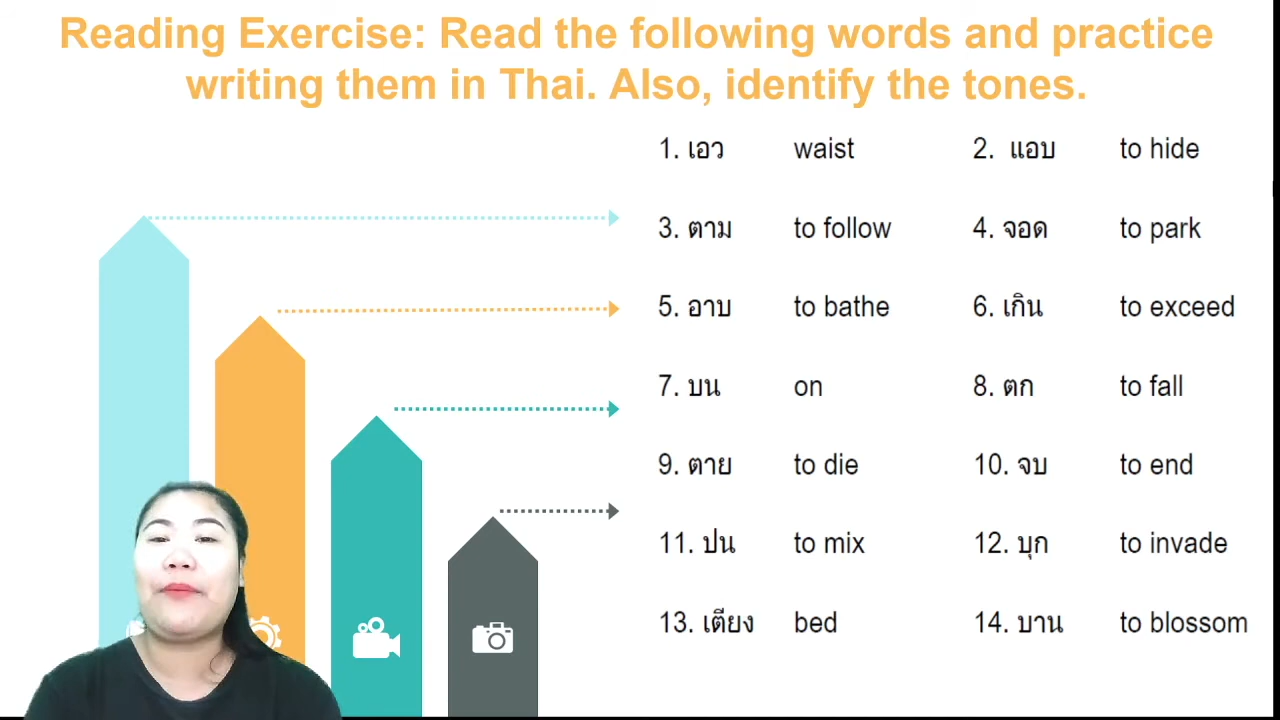 Reading Exercise: Read the following words and practice
writing them in Thai. Also, identify the tones.
1. เอว waist 2. แอบ to hide
3. ตาม to follow 4. จอด to park
5. อาบ to bathe 6. เกิน to exceed
7. บน on 8. ตก to fall
9. ตาย to die 10. จบ to end
11. ปน to mix 12. บุก to invade
13. เตียง bed 14. บาน to blossom